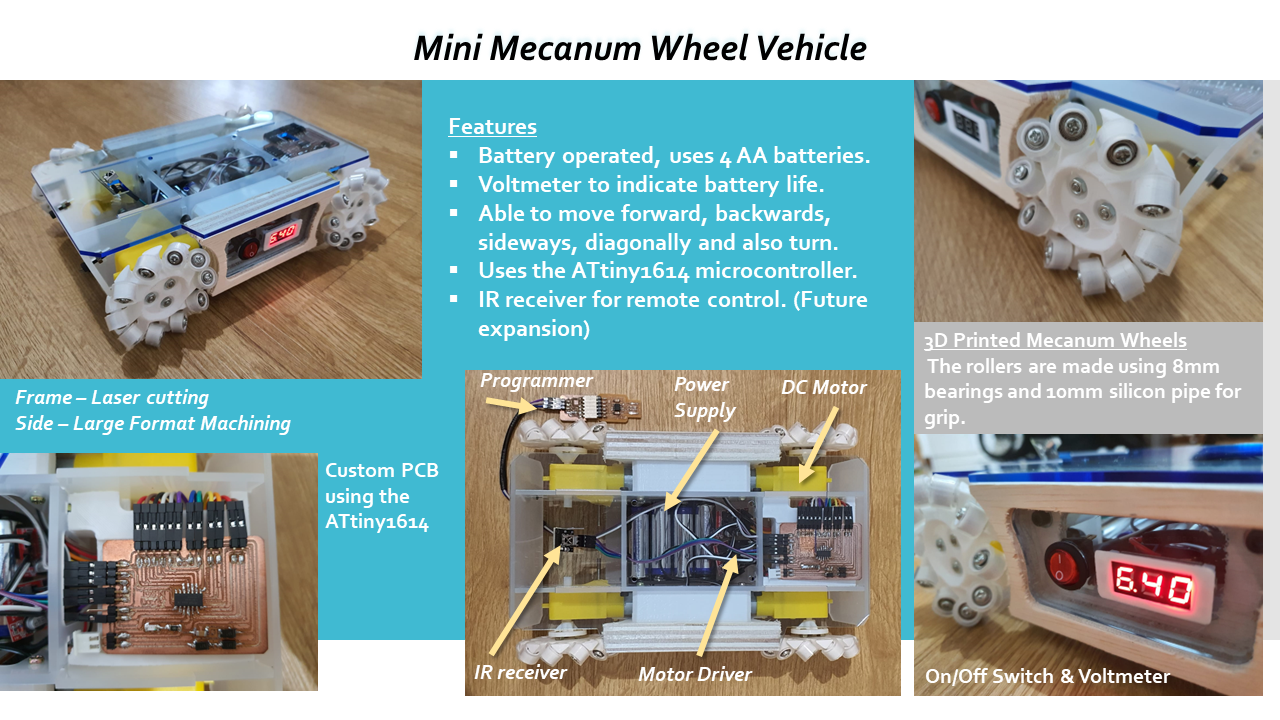 Mini Mecanum Wheel Vehicle
Features
▪ Battery operated, uses 4 AA batteries.
▪ Voltmeter to indicate battery life.
▪ Able to move forward, backwards,
sideways, diagonally and also turn.
▪ Uses the ATtiny1614 microcontroller.
▪ IR receiver for remote control. (Future
expansion)
6.40
Frame – Laser cutting
Side – Large Format Machining
Custom PCB
using the
ATtiny1614
Programmer
Power
Supply
DC Motor
IR receiver
Motor Driver
3D Printed Mecanum Wheels
The rollers are made using 8mm
bearings and 10mm silicon pipe for
grip.
6.40
On/Off Switch & Voltmeter